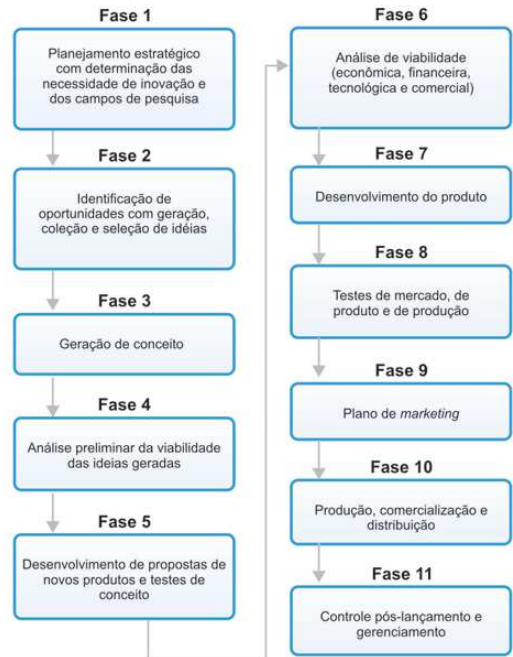 Fase 1
Planejamento estratégico
com determinação das
necessidade de inovação e
dos campos de pesquisa
Fase 2
Identificação de
oportunidades com geração,
coleção e seleção de idéias
Fase 3
Geração de conceito
Fase 4
Análise preliminar da viabilidade
das ideias geradas
Fase 5
Desenvolvimento de propostas de
novos produtos e testes de
conceito
Fase 6
Análise de viabilidade
(econômica, financeira,
tecnológica e comercial)
Fase 7
Desenvolvimento do produto
Fase 8
Testes de mercado, de
produto e de produção
Fase 9
Plano de marketing
Fase 10
Produção, comercialização e
distribuição
Fase 11
Controle pós-lançamento e
gerenciamento